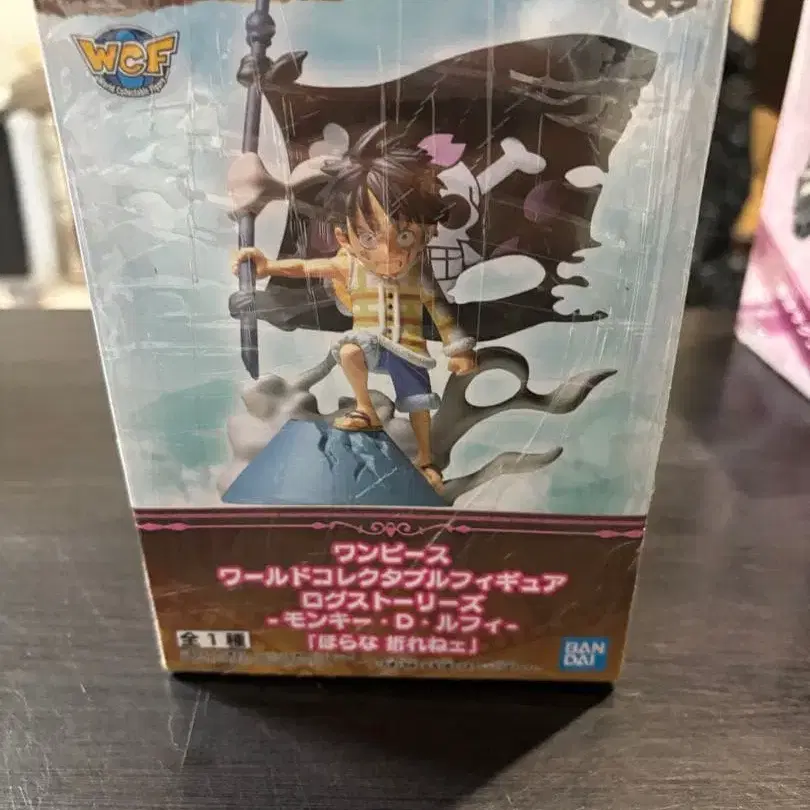 WCF
World Collectable Figure
ワンピース
ワールドコレクタブルフィギュア
ログストーリーズ
-モンキー・D・ルフィ-
「ほらな 折れねェ」
全1種
BAN
DAI